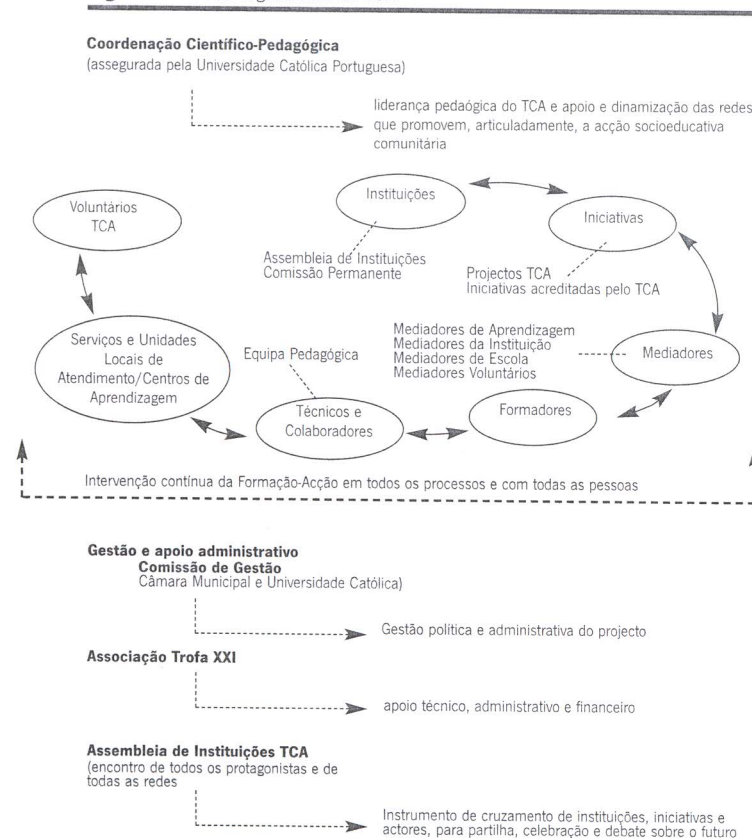 Coordenação Científico-Pedagógica
(assegurada pela Universidade Católica Portuguesa)
liderança pedaógica do TCA e apoio e dinamização das redes
que promovem, articuladamente, a acção socioeducativa
comunitária
Instituições
Voluntários
TCA
Iniciativas
Assembleia de Instituições
Comissão Permanente
Projectos TCA
Iniciativas acreditadas pelo TCA
Serviços e Unidades
Locais de
Atendimento/Centros de
Aprendizagem
Equipa Pedagógica
Mediadores de Aprendizagem
Mediadores da Instituição
Mediadores de Escola
Mediadores Voluntários
Mediadores
Técnicos e
Colaboradores
Formadores
Intervenção contínua da Formação-Acção em todos os processos e com todas as pessoas
Gestão e apoio administrativo
Comissão de Gestão
Câmara Municipal e Universidade Católica)
Gestão política e administrativa do projecto
Associação Trofa XXI
apoio técnico, administrativo e financeiro
Assembleia de Instituições TCA
(encontro de todos os protagonistas e de
todas as redes
Instrumento de cruzamento de instituições, iniciativas e
actores, para partilha, celebração e debate sobre o futuro